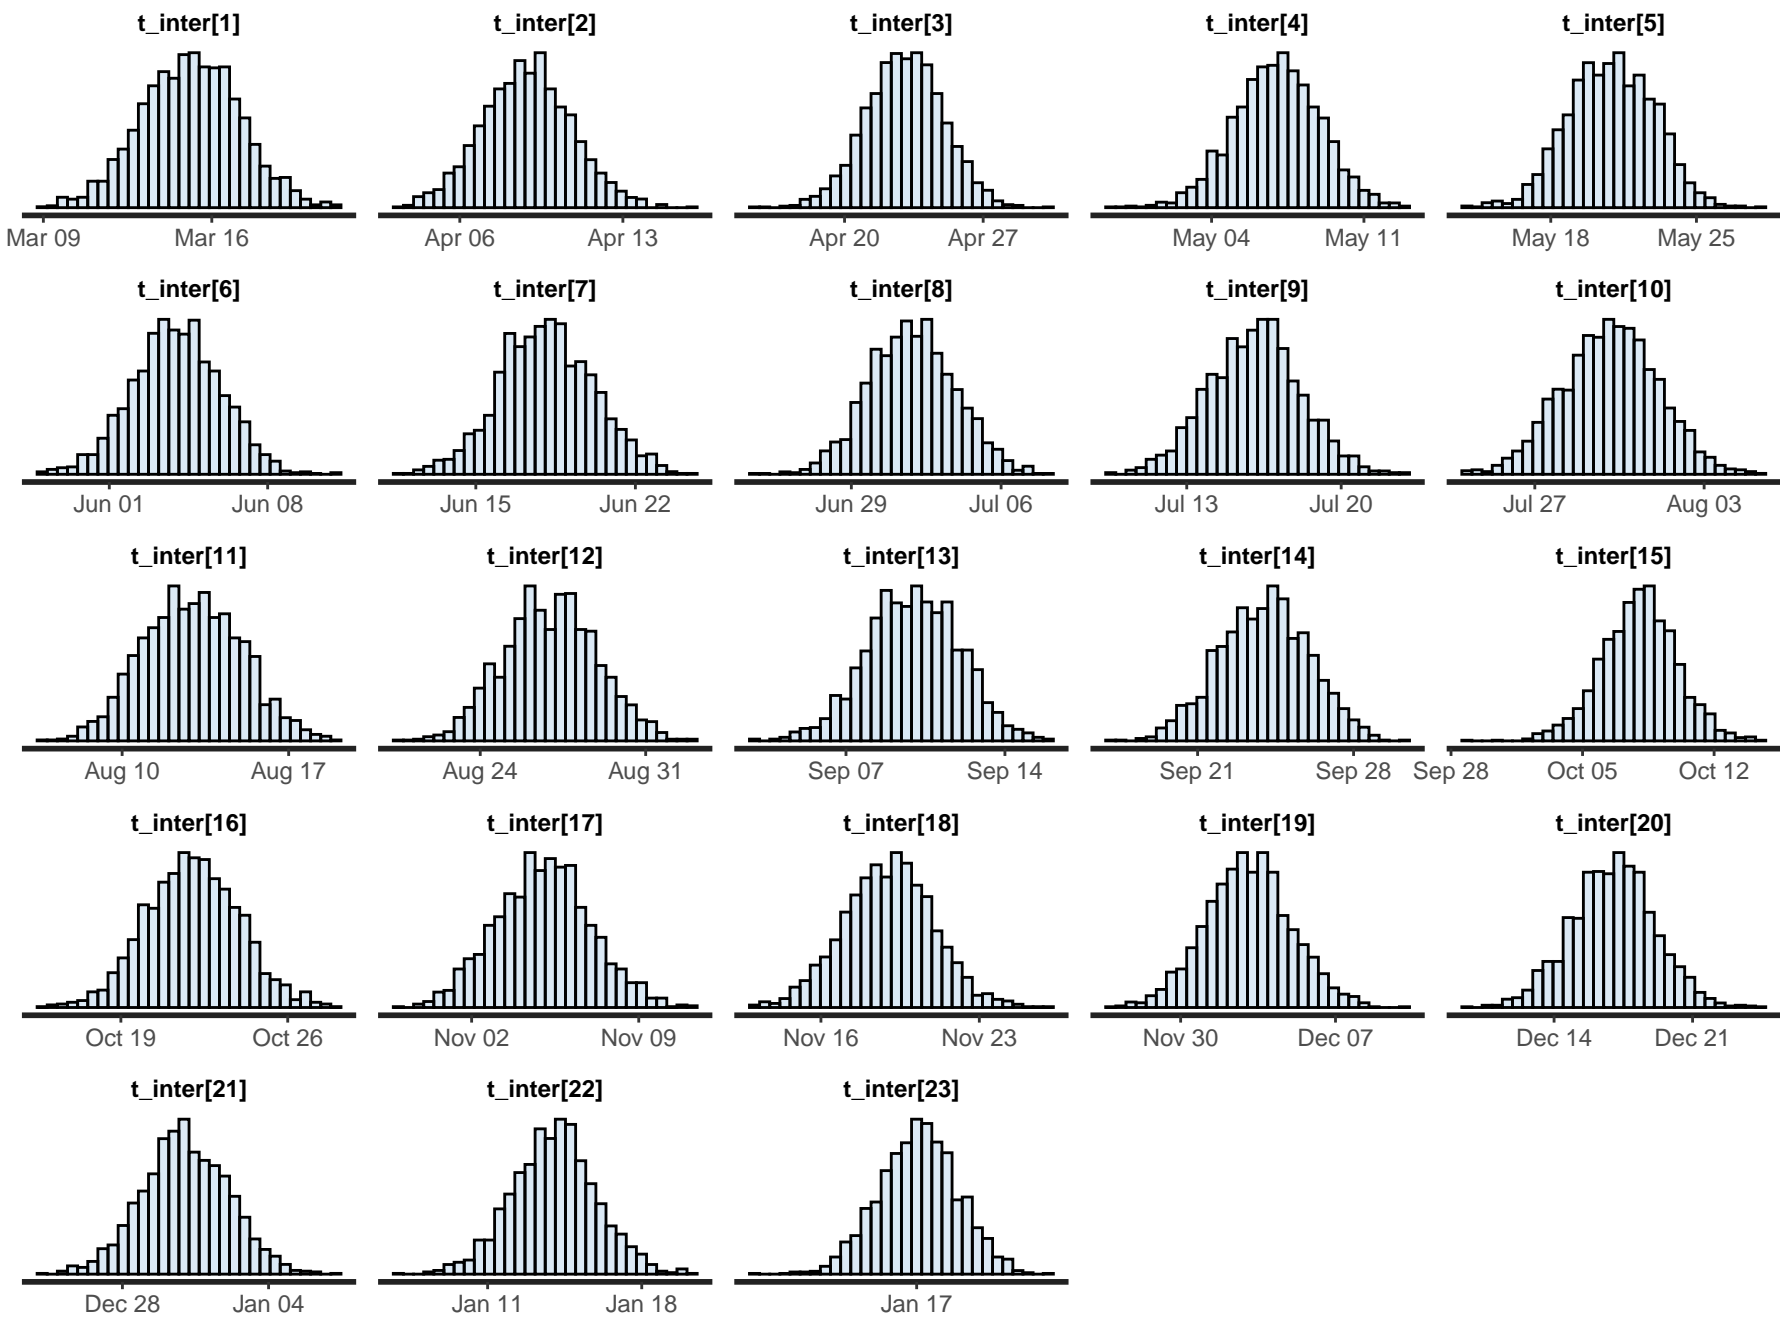 t_inter[1] t_inter[2] t_inter[3] t_inter[4] t_inter[5]
Mar 09 Mar 16 Apr 06 Apr 13 Apr 20 Apr 27 May 04 May 11 May 18 May 25
t_inter[6] t_inter[7] t_inter[8] t_inter[9] t_inter[10]
Jun 01 Jun 08 Jun 15 Jun 22 Jun 29 Jul 06 Jul 13 Jul 20 Jul 27 Aug 03
t_inter[11] t_inter[12] t_inter[13] t_inter[14] t_inter[15]
Aug 10 Aug 17 Aug 24 Aug 31 Sep 07 Sep 14 Sep 21 Sep 28 Sep 28 Oct 05 Oct 12
t_inter[16] t_inter[17] t_inter[18] t_inter[19] t_inter[20]
Oct 19 Oct 26 Nov 02 Nov 09 Nov 16 Nov 23 Nov 30 Dec 07 Dec 14 Dec 21
t_inter[21] t_inter[22] t_inter[23]
Dec 28 Jan 04 Jan 11 Jan 18 Jan 17